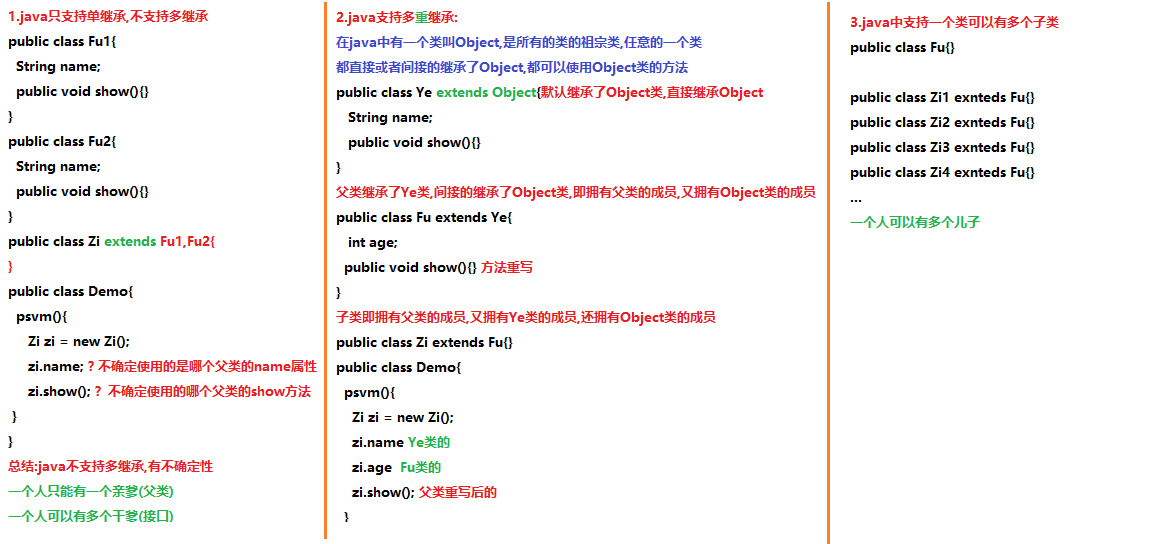 1.java只支持单继承,不支持多继承
public class Fu1{
String name;
public void show(){}
}
public class Fu2{
String name;
public void show(){}
}
public class Zi extends Fu1,Fu2{
}
public class Demo{
psvm(){
Zi zi = new Zi();
zi.name; ? 不确定使用的是哪个父类的name属性
zi.show(); ? 不确定使用的哪个父类的show方法
}
}
总结:java不支持多继承,有不确定性
一个人只能有一个亲爹(父类)
一个人可以有多个干爹(接口)
2.java支持多重继承:
在java中有一个类叫Object,是所有的类的祖宗类,任意的一个类
都直接或者间接的继承了Object,都可以使用Object类的方法
public class Ye extends Object{默认继承了Object类,直接继承Object
String name;
public void show(){}
}
父类继承了Ye类,间接的继承了Object类,即拥有父类的成员,又拥有Object类的成员
public class Fu extends Ye{
int age;
public void show(){} 方法重写
}
子类即拥有父类的成员,又拥有Ye类的成员,还拥有Object类的成员
public class Zi extends Fu{}
public class Demo{
psvm(){
Zi zi = new Zi();
zi.name Ye类的
zi.age Fu类的
zi.show(); 父类重写后的
}
3.java中支持一个类可以有多个子类
public class Fu{}
public class Zi1 exnteds Fu{}
public class Zi2 exnteds Fu{}
public class Zi3 exnteds Fu{}
public class Zi4 exnteds Fu{}
...
一个人可以有多个儿子